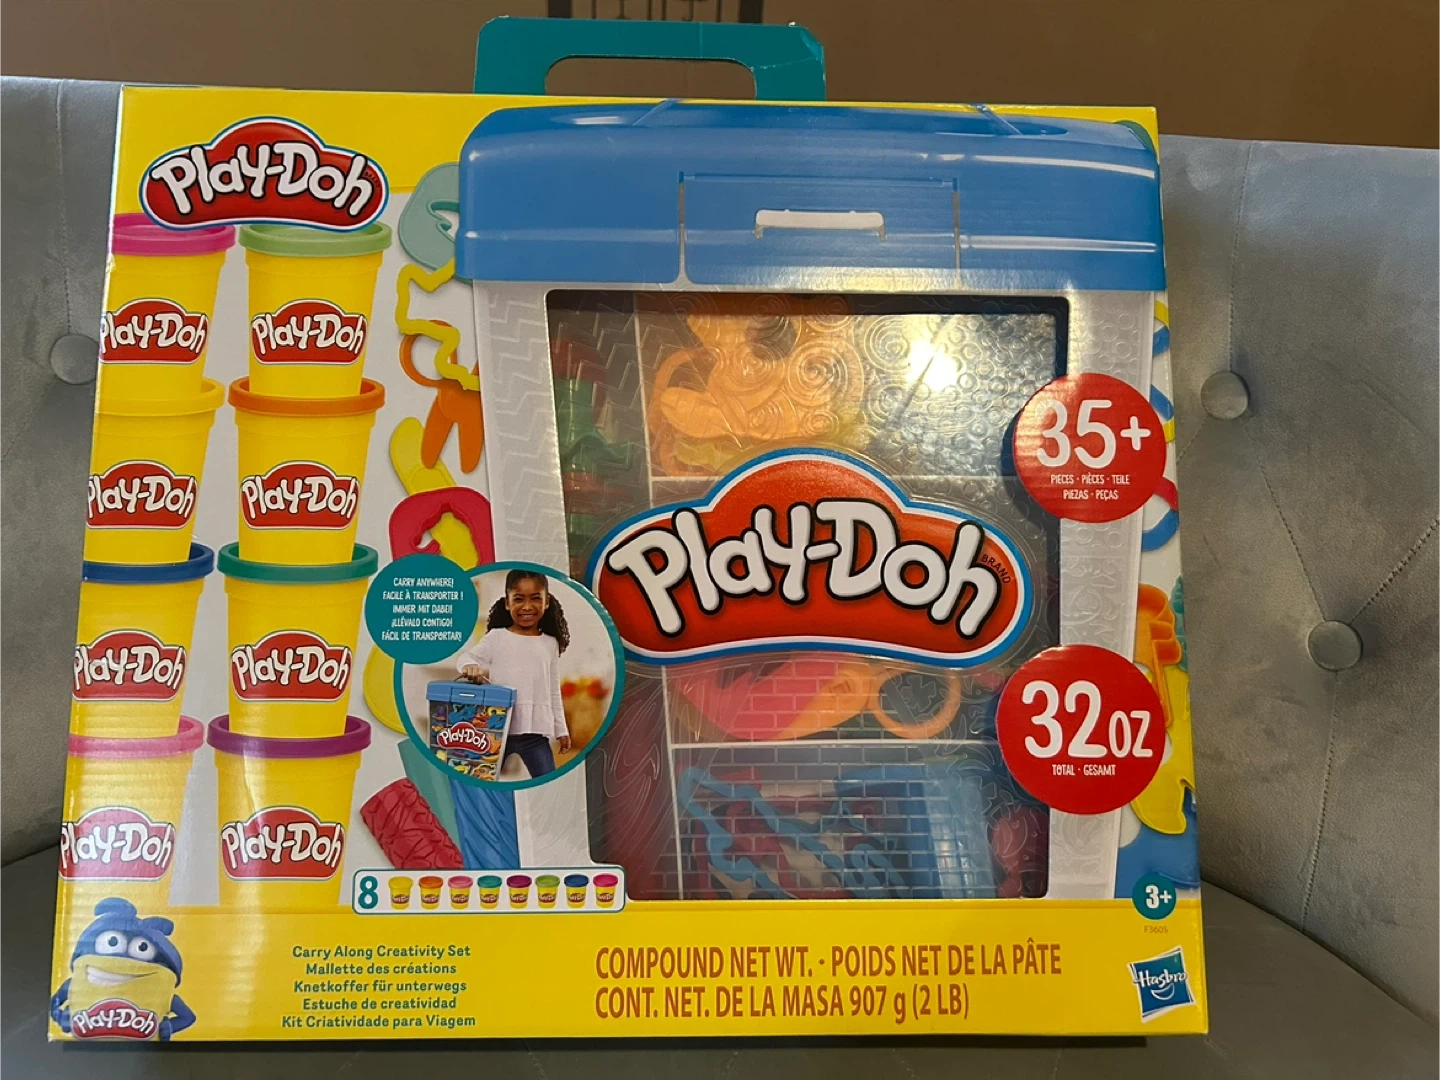 Play-Doh
Play-Doh
Play-Doh
Play-Doh
Play-Doh
Play-Doh
Play-Doh
Play-Doh
Play-Doh
35+
PIECES · PIÈCES · TEILE
PIEZAS · PEÇAS
Play-Doh
BRAND
CARRY ANYWHERE!
FACILE À TRANSPORTER !
IMMER MIT DABEI!
¡LLÉVALO CONTIGO!
FÁCIL DE TRANSPORTAR!
Play-Doh
32 OZ
TOTAL · GESAMT
8
3+
F3605
Carry Along Creativity Set
Mallette des créations
Knetkoffer für unterwegs
Estuche de creatividad
Kit Criatividade para Viagem
COMPOUND NET WT. · POIDS NET DE LA PÂTE
CONT. NET. DE LA MASA 907 g (2 LB)
Hasbro
Play-Doh